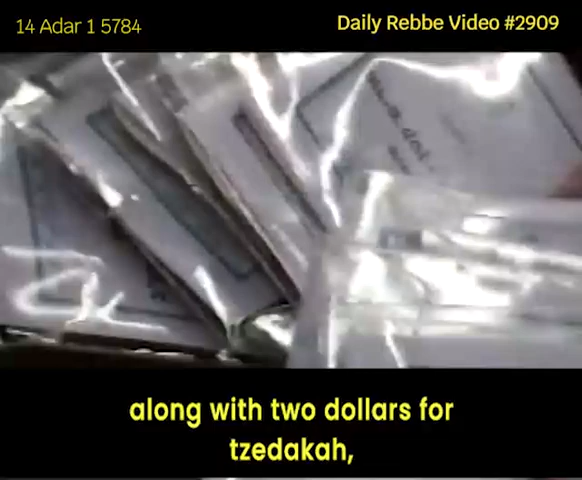 14 Adar 1 5784
Daily Rebbe Video #2909
along with two dollars for
tzedakah,